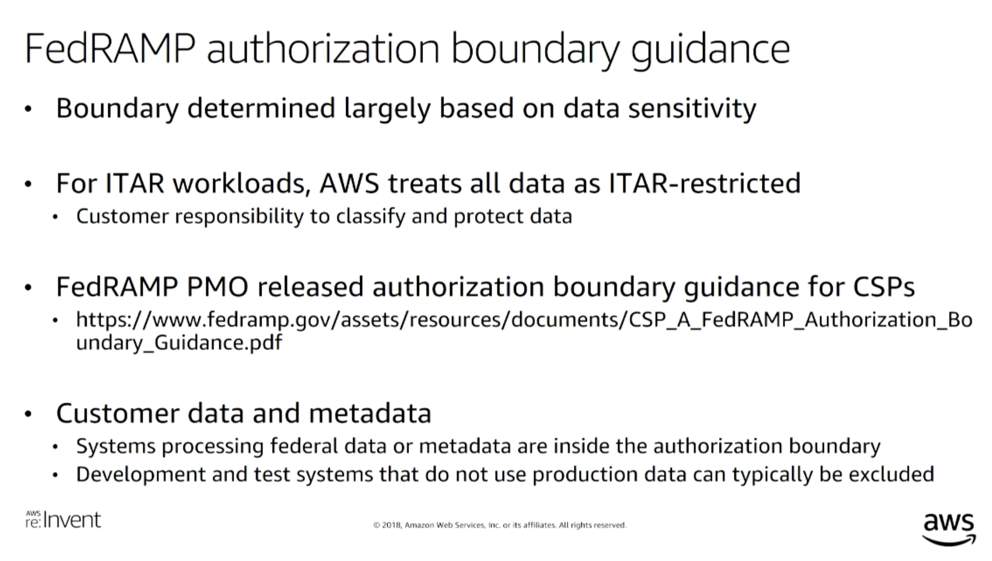 FedRAMP authorization boundary guidance
• Boundary determined largely based on data sensitivity
• For ITAR workloads, AWS treats all data as ITAR-restricted
• Customer responsibility to classify and protect data
• FedRAMP PMO released authorization boundary guidance for CSPs
• https://www.fedramp.gov/assets/resources/documents/CSP_A_FedRAMP_Authorization_Bo
undary_Guidance.pdf
• Customer data and metadata
• Systems processing federal data or metadata are inside the authorization boundary
• Development and test systems that do not use production data can typically be excluded
AWS
re:Invent
© 2018, Amazon Web Services, Inc. or its affiliates. All rights reserved.
aws